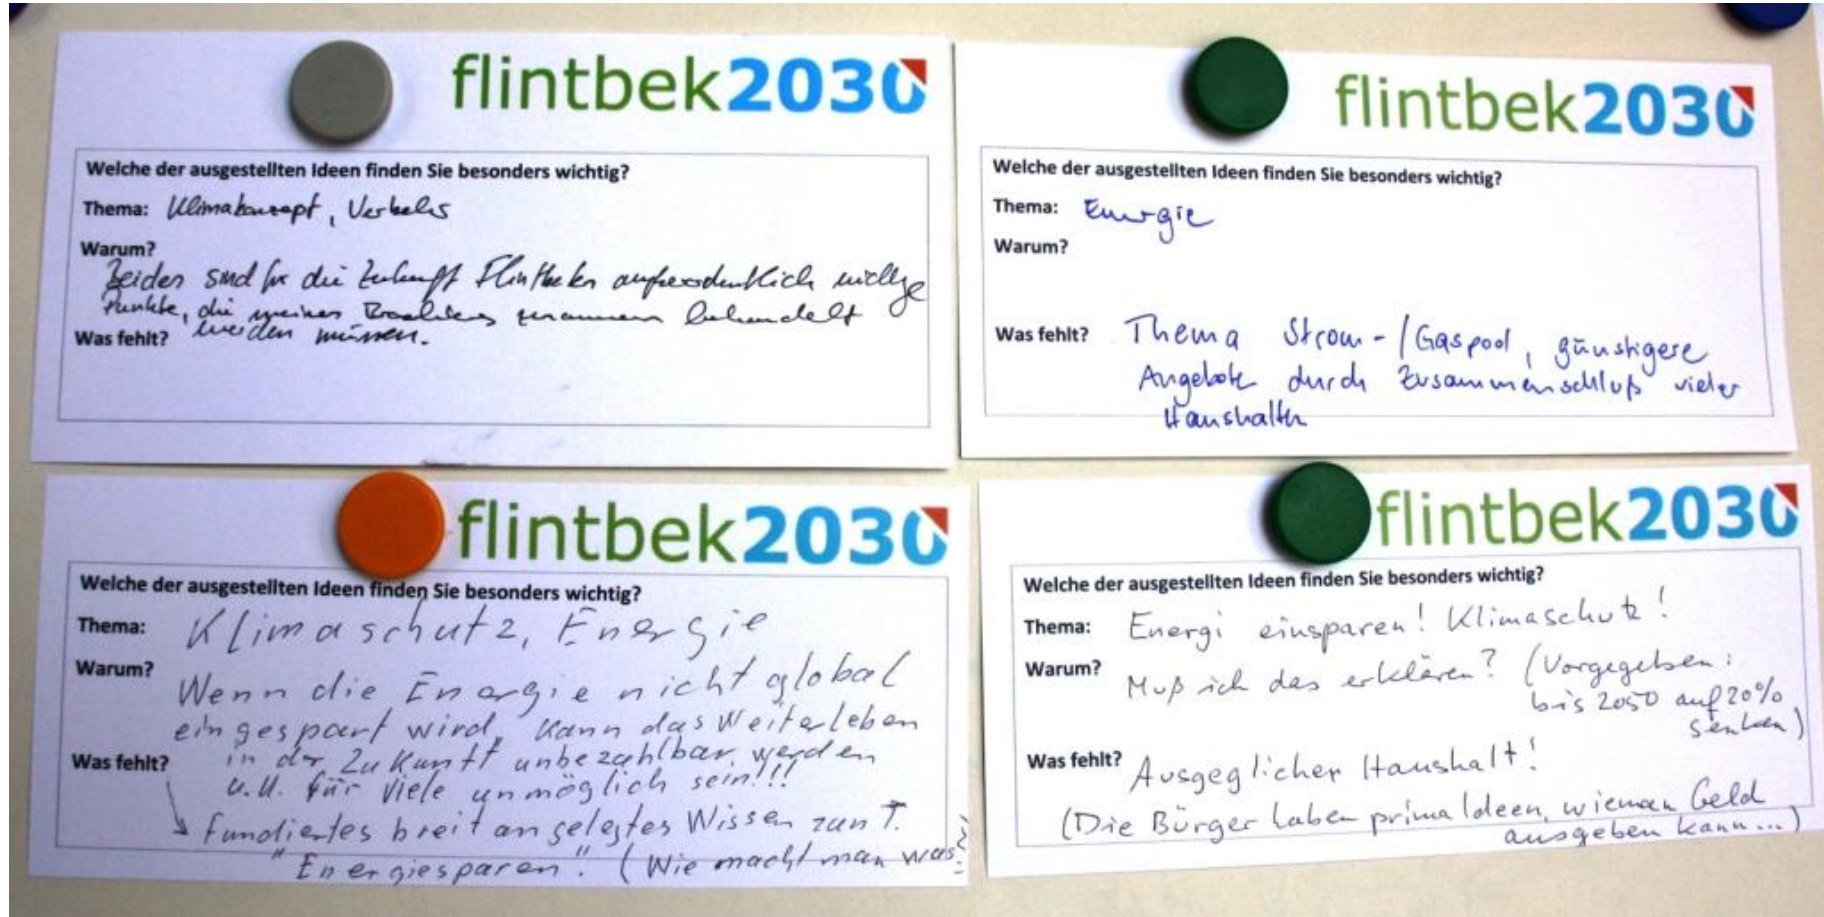 flintbek2030
Welche der ausgestellten Ideen finden Sie besonders wichtig?
Thema: Klimakonzept, Verkehrs
Warum?
Beides sind für die Zukunft Flintbeks außerordentlich wichtige
Punkte, die meines Erachtens zusammen behandelt
werden müssen.
Was fehlt?
flintbek2030
Welche der ausgestellten Ideen finden Sie besonders wichtig?
Thema: Energie
Warum?
Was fehlt? Thema Strom-/Gaspool, günstigere
Angebote durch Zusammenschluß vieler
Haushalte
flintbek2030
Welche der ausgestellten Ideen finden Sie besonders wichtig?
Thema: Klimaschutz, Energie
Warum?
Wenn die Energie nicht global
eingespart wird, kann das Weiterleben
in der Zukunft unbezahlbar werden
u.U. für viele unmöglich sein!!!
Was fehlt?
fundiertes breit angelegtes Wissen zum T.
"Energiesparen". (Wie macht man was?
flintbek2030
Welche der ausgestellten Ideen finden Sie besonders wichtig?
Thema: Energi einsparen! Klimaschutz!
Warum? Muß ich das erklären? (Vorgegeben:
bis 2050 auf 20%
senken)
Was fehlt? Ausgeglicher Haushalt!
(Die Bürger haben prima Ideen, wie man Geld
ausgeben kann...)